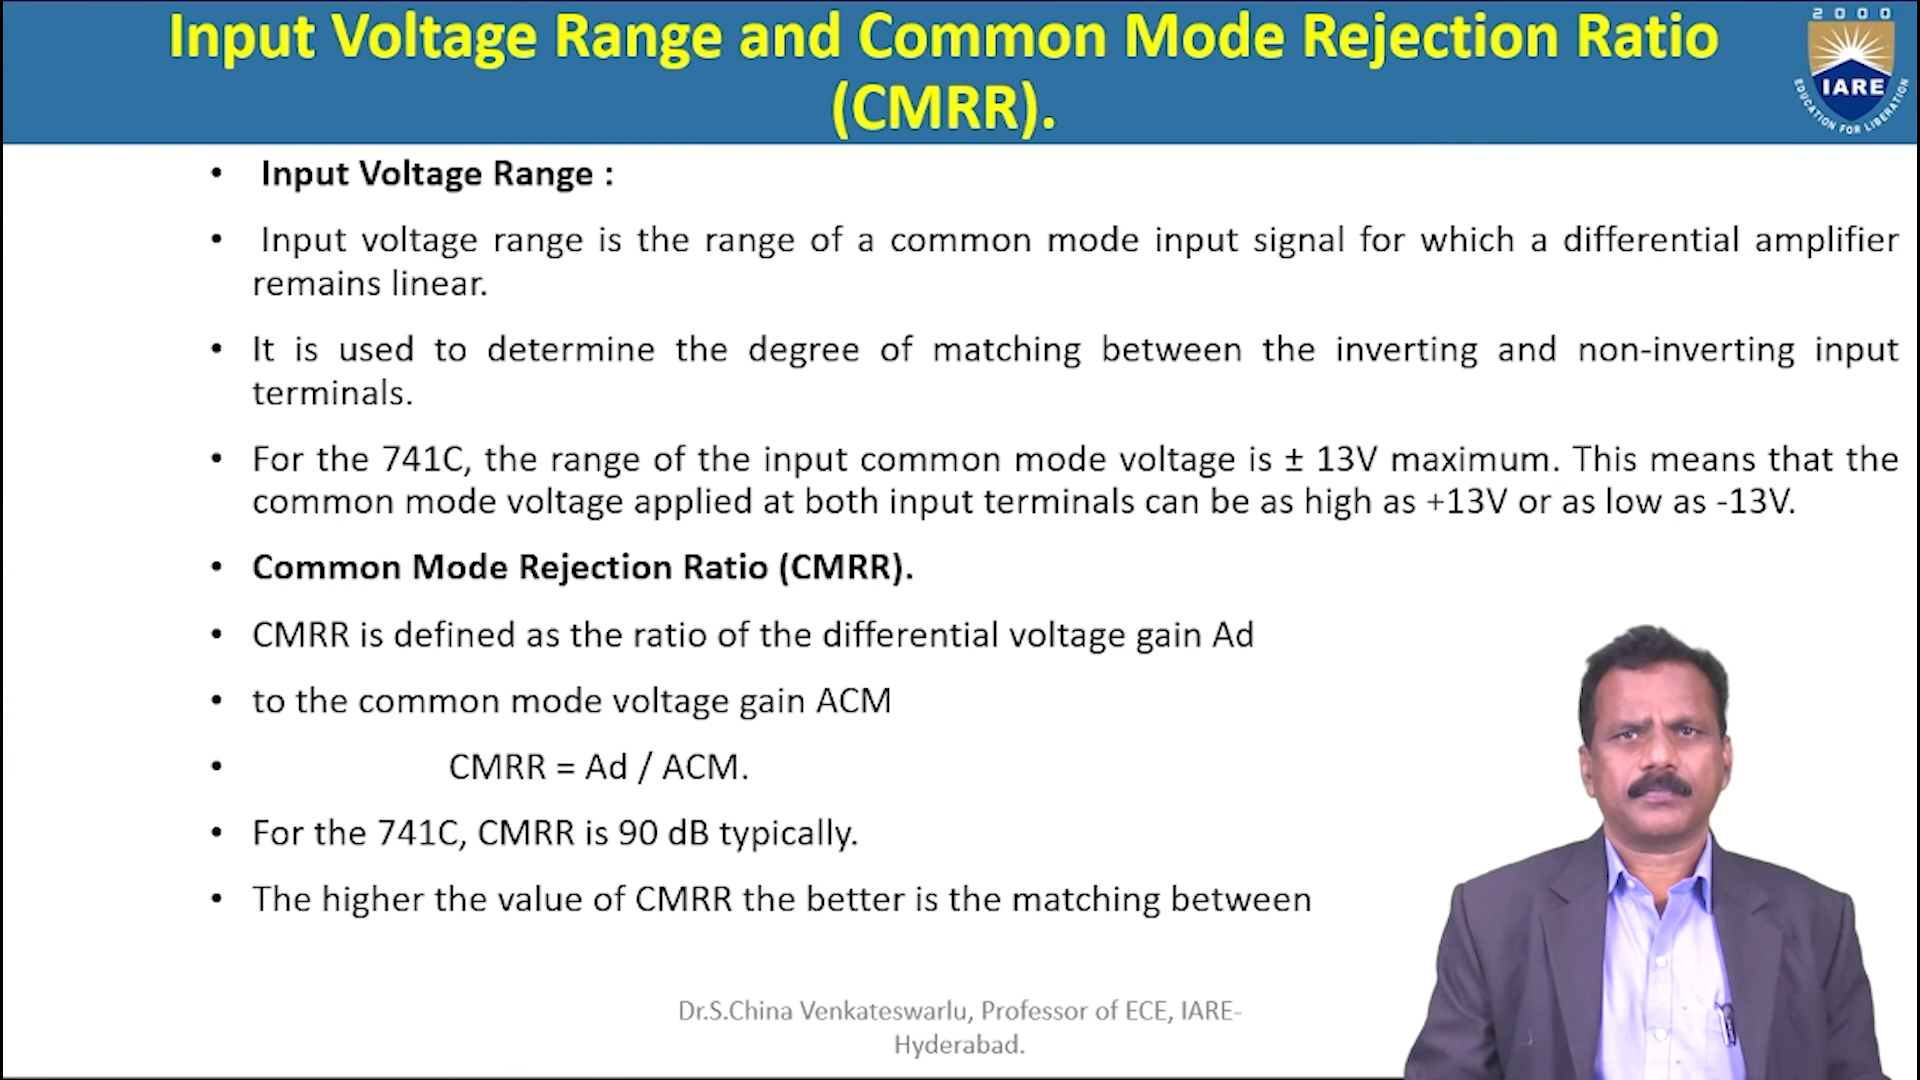 Input Voltage Range and Common Mode Rejection Ratio
(CMRR).
2 0 0 0
IARE
EDUCATION FOR LIBERATION
• Input Voltage Range :
• Input voltage range is the range of a common mode input signal for which a differential amplifier
remains linear.
• It is used to determine the degree of matching between the inverting and non-inverting input
terminals.
• For the 741C, the range of the input common mode voltage is ± 13V maximum. This means that the
common mode voltage applied at both input terminals can be as high as +13V or as low as -13V.
• Common Mode Rejection Ratio (CMRR).
• CMRR is defined as the ratio of the differential voltage gain Ad
• to the common mode voltage gain ACM
• CMRR = Ad / ACM.
• For the 741C, CMRR is 90 dB typically.
• The higher the value of CMRR the better is the matching between
Dr.S.China Venkateswarlu, Professor of ECE, IARE-
Hyderabad.